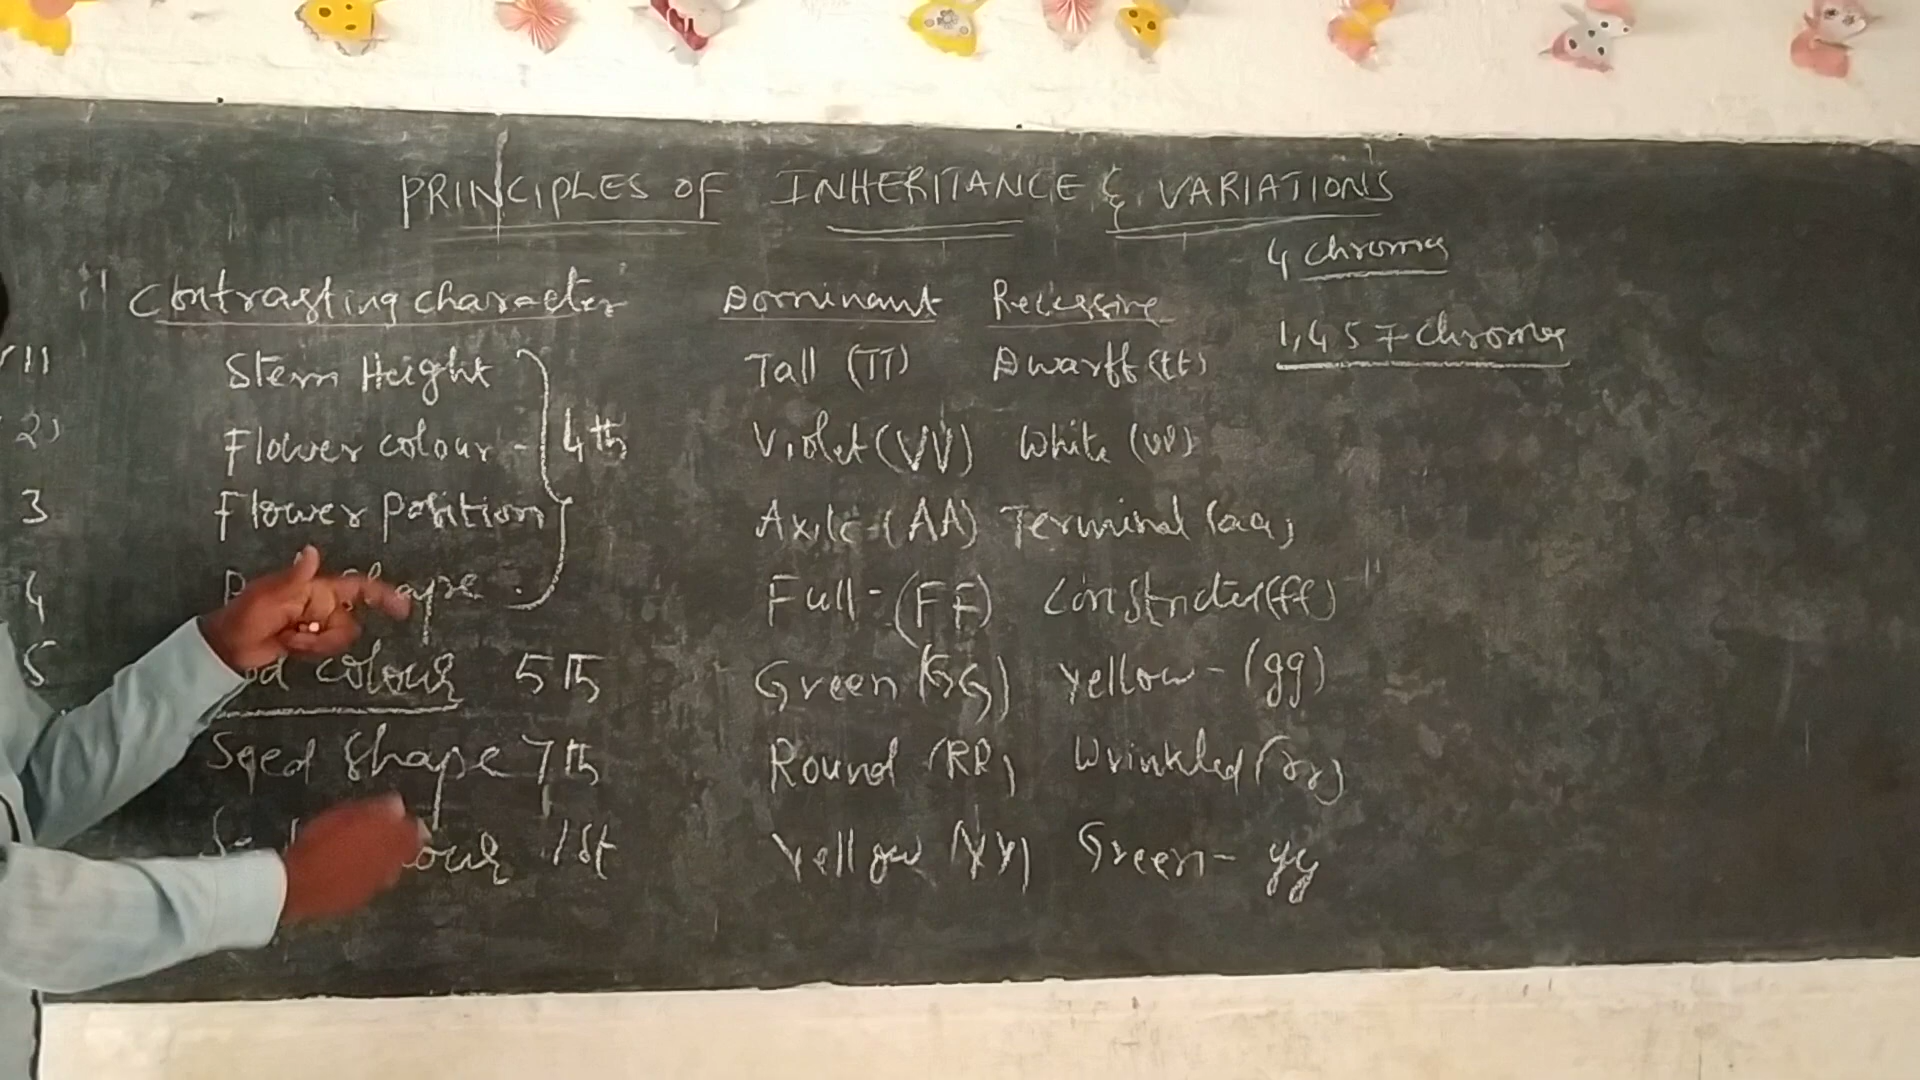 PRINCIPLES OF INHERITANCE & VARIATIONS
4 chromos
Contrasting character Dominant Recessive
1,4 5 7 chromos
1) Stem Height Tall (TT) Dwarff (tt)
2) Flower colour - 4th Violet (VV) White (vv)
3 Flower Position Axile - (AA) Terminal (aa)
4 Shape Full - (FF) Constricted (ff)
5 colour 5th Green (GG) Yellow - (gg)
Seed Shape 7th Round (RR) Wrinkled (rr)
1st Yellow (YY) Green - yy